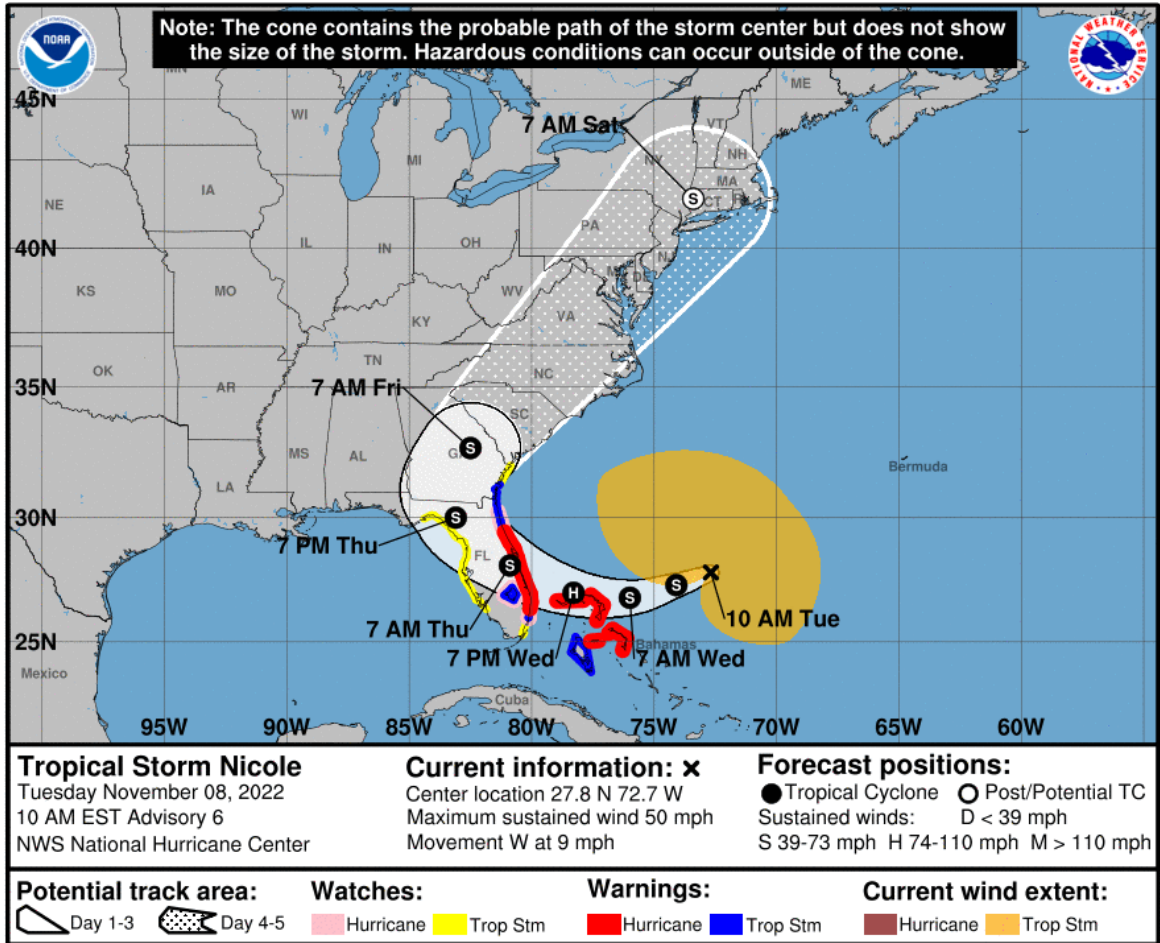 Note: The cone contains the probable path of the storm center but does not show
the size of the storm. Hazardous conditions can occur outside of the cone.
NOAA
NATIONAL WEATHER SERVICE
MN
ME
45N
WI
VT
7 AM Sat
MI
NY
NH
MA
IA
CT
NE
S
PA
40N
IL
IN
OH
NJ
DE
KS
MO
WV
VA
KY
OK
TN
NC
35N
AR
7 AM Fri
SC
MS
AL
S
Bermuda
LA
30N
S
7 PM Thu
FL
S
H
S
S
10 AM Tue
7 AM Thu
25N
7 PM Wed
Bahamas
7 AM Wed
Mexico
Cuba
95W
90W
85W
80W
75W
70W
65W
60W
Tropical Storm Nicole
Tuesday November 08, 2022
10 AM EST Advisory 6
NWS National Hurricane Center
Current information: x
Center location 27.8 N 72.7 W
Maximum sustained wind 50 mph
Movement W at 9 mph
Forecast positions:
Tropical Cyclone Post/Potential TC
Sustained winds: D < 39 mph
S 39-73 mph H 74-110 mph M > 110 mph
Potential track area:
Day 1-3 Day 4-5
Watches:
Hurricane Trop Stm
Warnings:
Hurricane Trop Stm
Current wind extent:
Hurricane Trop Stm